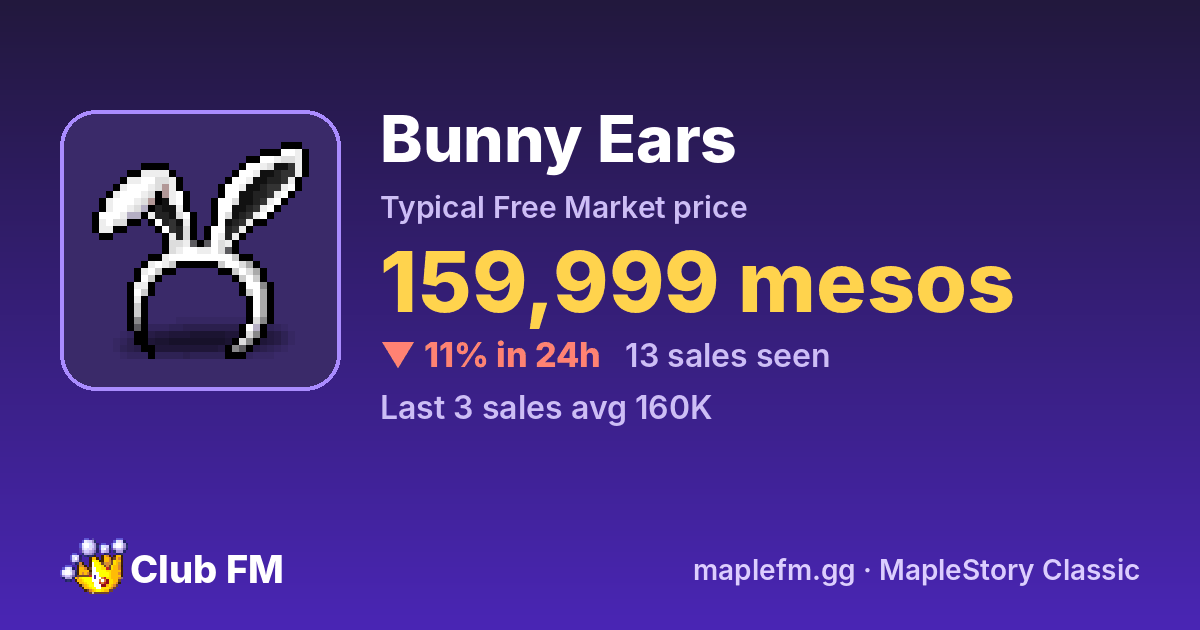 Bunny Ears
Typical Free Market price
159,999 mesos
▼ 11% in 24h 13 sales seen
Last 3 sales avg 160K
Club FM
maplefm.gg · MapleStory Classic